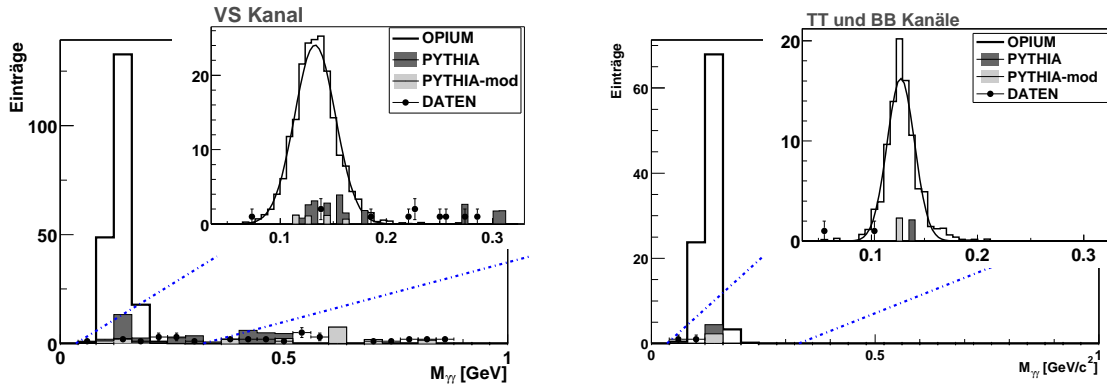 VS Kanal
Einträge
100
50
0
0
0.5
1
M_γγ [GeV]
20
10
0
0.1
0.2
0.3
OPIUM
PYTHIA
PYTHIA-mod
DATEN
TT und BB Kanäle
Einträge
60
40
20
0
0
0.5
1
M_γγ [GeV/c²]
20
10
0
0.1
0.2
0.3
OPIUM
PYTHIA
PYTHIA-mod
DATEN